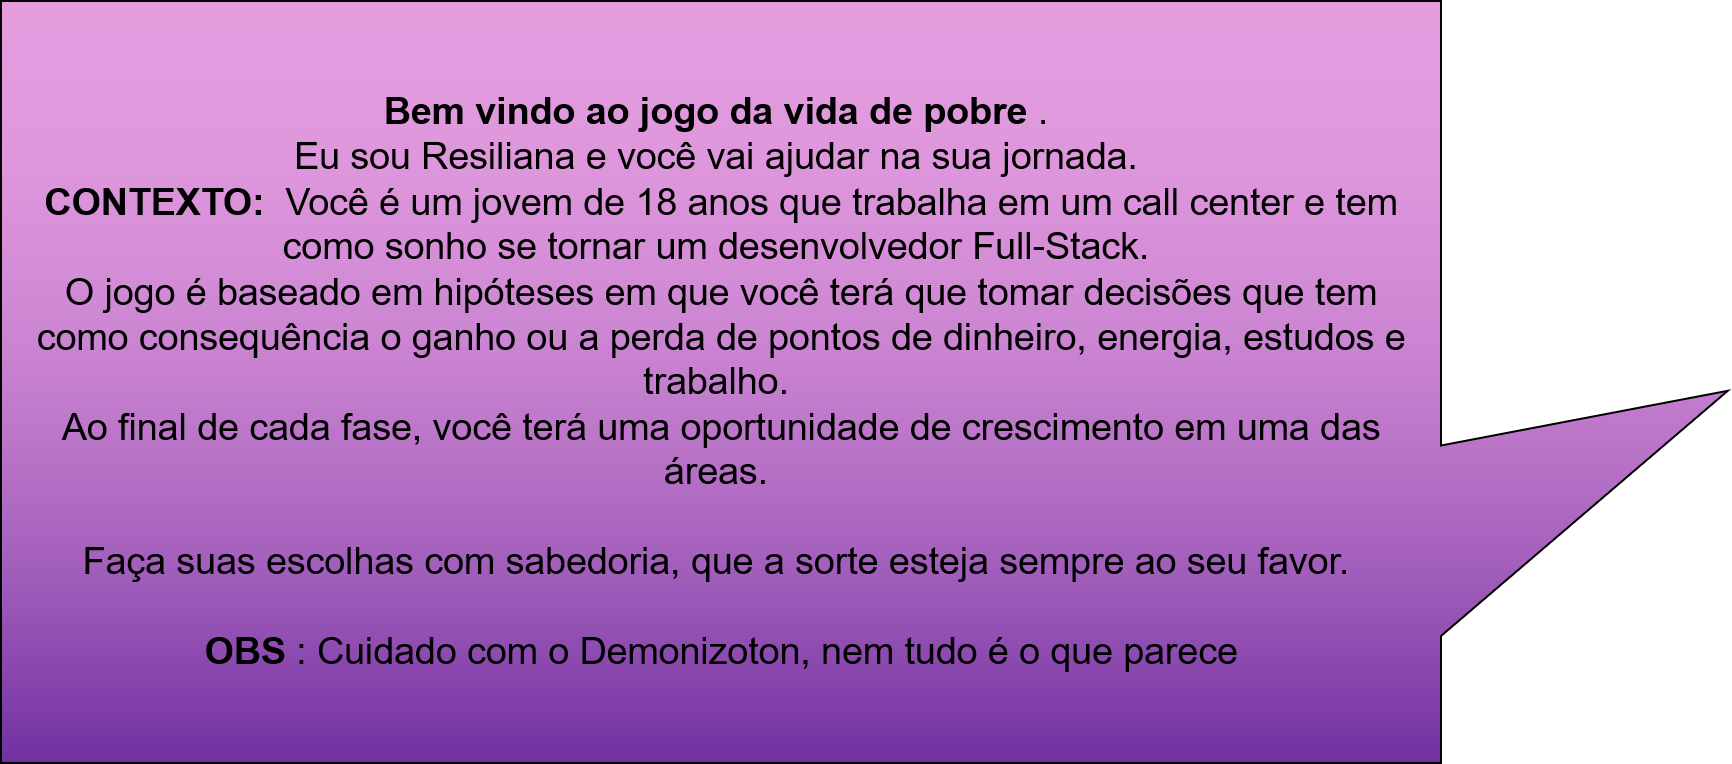 Bem vindo ao jogo da vida de pobre .
Eu sou Resiliana e você vai ajudar na sua jornada.
CONTEXTO: Você é um jovem de 18 anos que trabalha em um call center e tem
como sonho se tornar um desenvolvedor Full-Stack.
O jogo é baseado em hipóteses em que você terá que tomar decisões que tem
como consequência o ganho ou a perda de pontos de dinheiro, energia, estudos e
trabalho.
Ao final de cada fase, você terá uma oportunidade de crescimento em uma das
áreas.
Faça suas escolhas com sabedoria, que a sorte esteja sempre ao seu favor.
OBS : Cuidado com o Demonizoton, nem tudo é o que parece